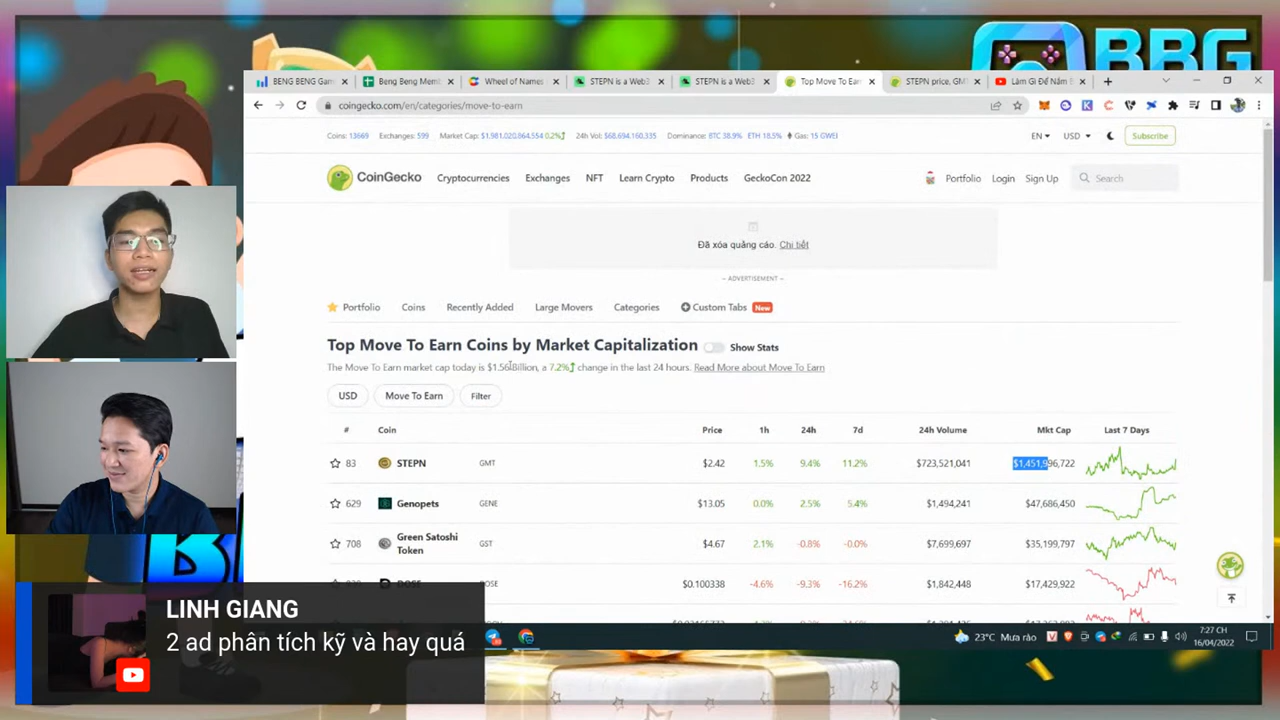 BBG
BENG BENG Gam
Beng Beng Memb
Wheel of Names
STEPN is a Web3
STEPN is a Web3
Top Move To Earn
STEPN price, GMT
Làm Gì Để Nắm B
coingecko.com/en/categories/move-to-earn
Coins: 13669 Exchanges: 599 Market Cap: $1,981,020,864,554 0.2% 24h Vol: $68,694,160,335 Dominance: BTC 38.9% ETH 18.5% Gas: 15 GWEI
EN USD Subscribe
CoinGecko Cryptocurrencies Exchanges NFT Learn Crypto Products GeckoCon 2022 Portfolio Login Sign Up Search
Đã xóa quảng cáo. Chi tiết
– ADVERTISEMENT –
Portfolio Coins Recently Added Large Movers Categories Custom Tabs New
Top Move To Earn Coins by Market Capitalization Show Stats
The Move To Earn market cap today is $1.56 Billion, a 7.2% change in the last 24 hours. Read More about Move To Earn
USD Move To Earn Filter
# Coin Price 1h 24h 7d 24h Volume Mkt Cap Last 7 Days
83 STEPN GMT $2.42 1.5% 9.4% 11.2% $723,521,041 $1,451,996,722
629 Genopets GENE $13.05 0.0% 2.5% 5.4% $1,494,241 $47,686,450
708 Green Satoshi Token GST $4.67 2.1% -0.8% -0.0% $7,699,697 $35,199,797
$0.100338 -4.6% -9.3% -16.2% $1,842,448 $17,429,922
LINH GIANG
2 ad phân tích kỹ và hay quá
23°C Mưa rào
7:27 CH
16/04/2022